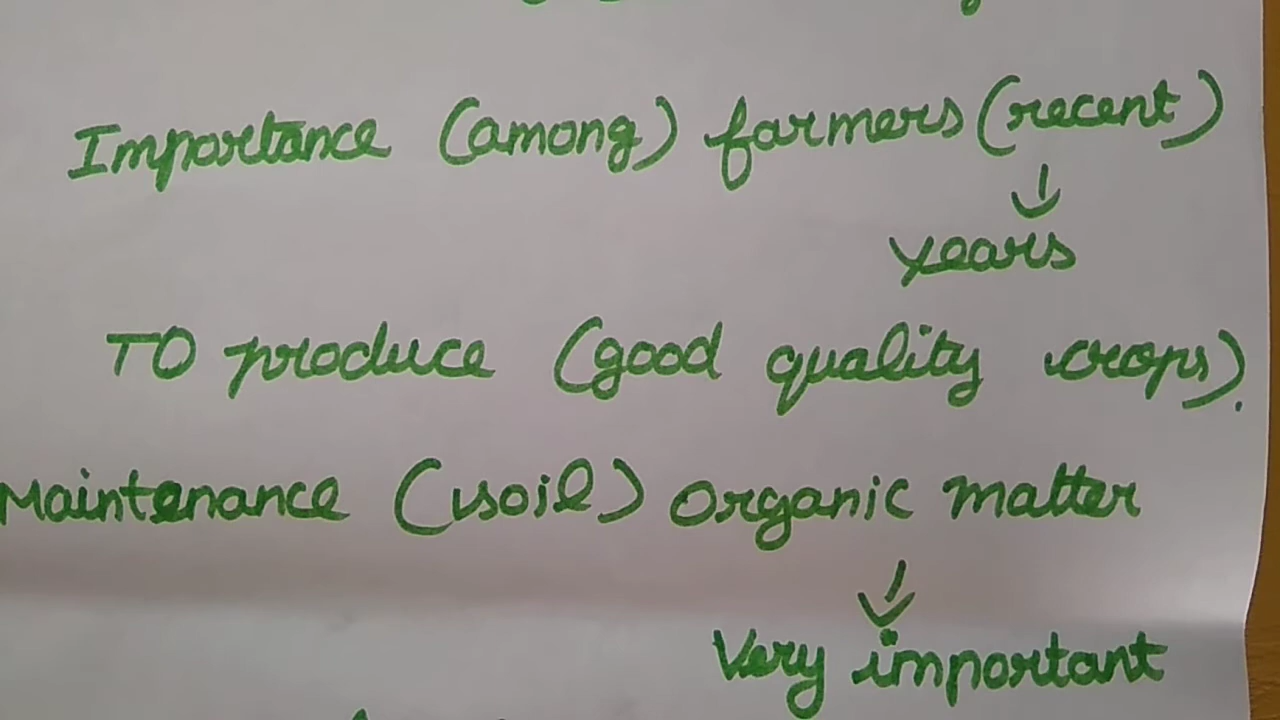 Importance (among) farmers (recent)
↓
years
TO produce (good quality crops).
Maintenance (soil) organic matter
↓
Very important